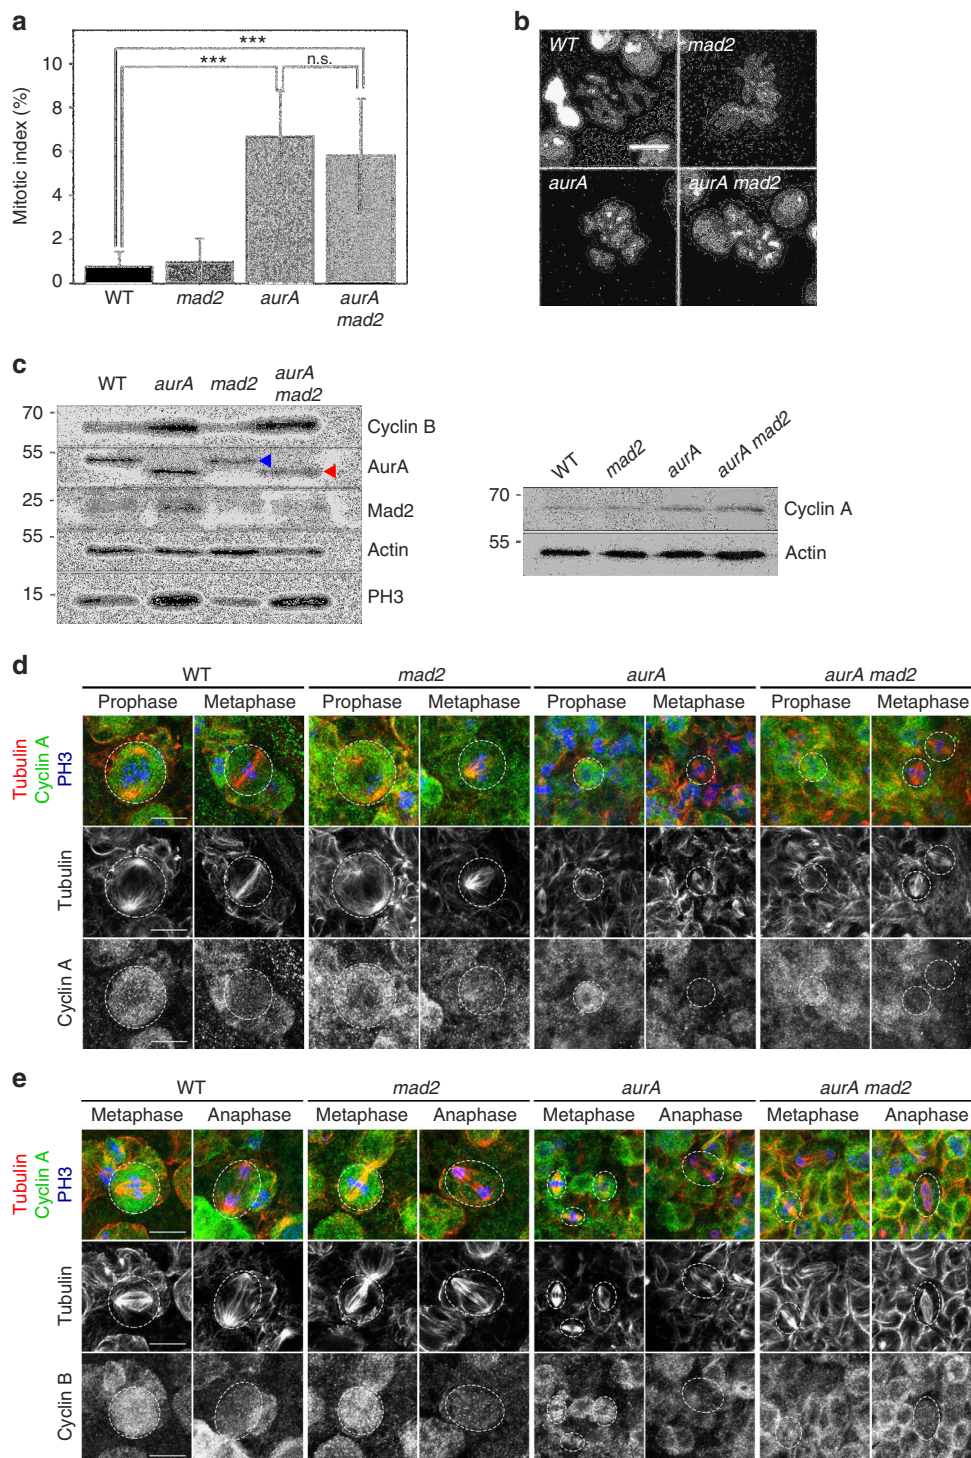 a
***
***
n.s.
10
8
6
4
2
0
Mitotic index (%)
WT
mad2
aurA
aurA
mad2
b
WT
mad2
aurA
aurA mad2
c
WT
aurA
mad2
aurA
mad2
70
Cyclin B
55
AurA
25
Mad2
55
Actin
15
PH3
WT
mad2
aurA
aurA mad2
70
Cyclin A
55
Actin
d
WT
mad2
aurA
aurA mad2
Prophase Metaphase Prophase Metaphase Prophase Metaphase Prophase Metaphase
Tubulin
Cyclin A
PH3
Tubulin
Cyclin A
e
WT
mad2
aurA
aurA mad2
Metaphase Anaphase Metaphase Anaphase Metaphase Anaphase Metaphase Anaphase
Tubulin
Cyclin A
PH3
Tubulin
Cyclin B